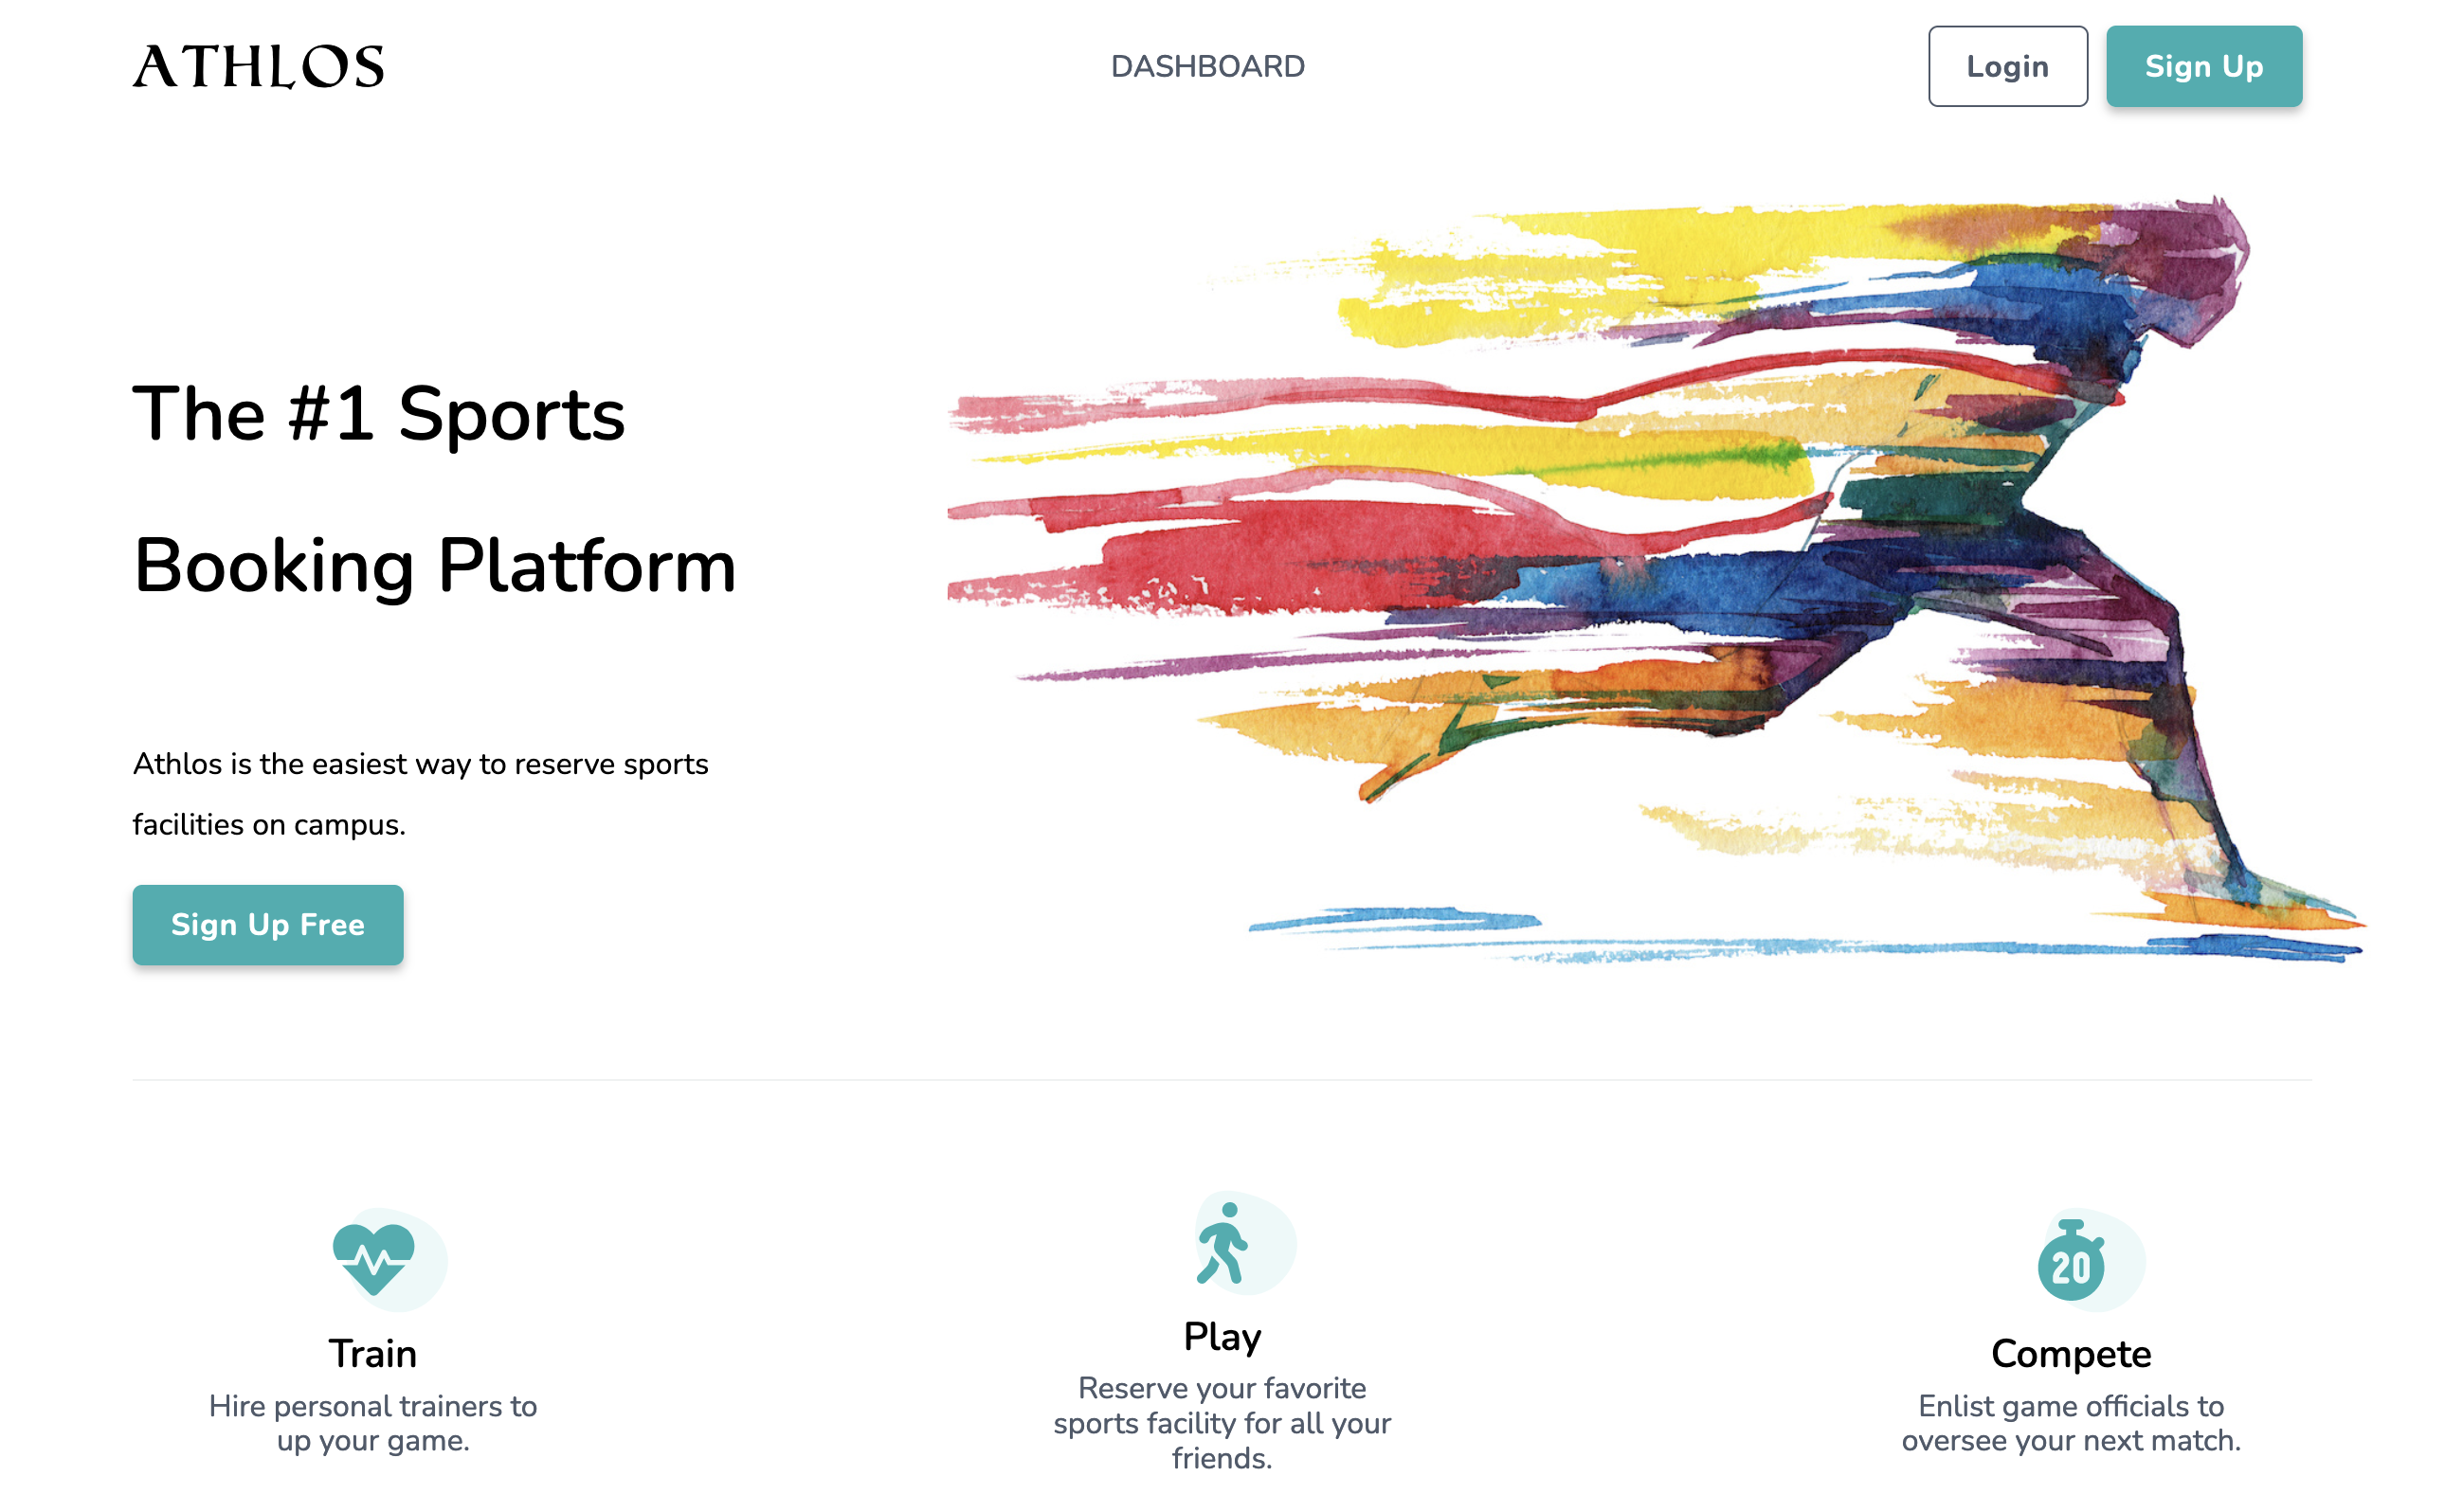 ATHLOS
DASHBOARD
Login
Sign Up
The #1 Sports
Booking Platform
Athlos is the easiest way to reserve sports
facilities on campus.
Sign Up Free
20
Train
Hire personal trainers to
up your game.
Play
Reserve your favorite
sports facility for all your
friends.
Compete
Enlist game officials to
oversee your next match.